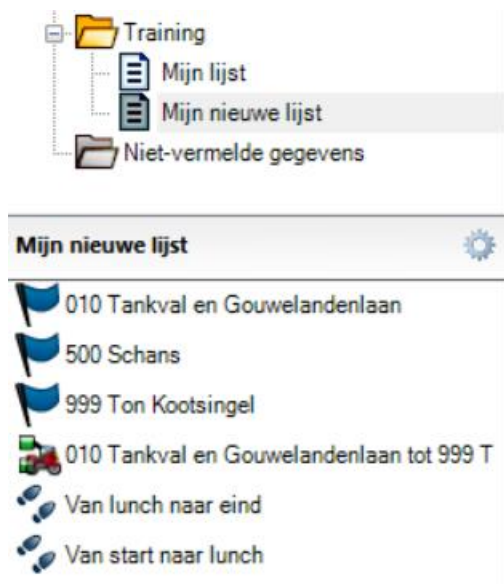 Training
Mijn lijst
Mijn nieuwe lijst
Niet-vermelde gegevens
Mijn nieuwe lijst
010 Tankval en Gouwelandenlaan
500 Schans
999 Ton Kootsingel
010 Tankval en Gouwelandenlaan tot 999 T
Van lunch naar eind
Van start naar lunch